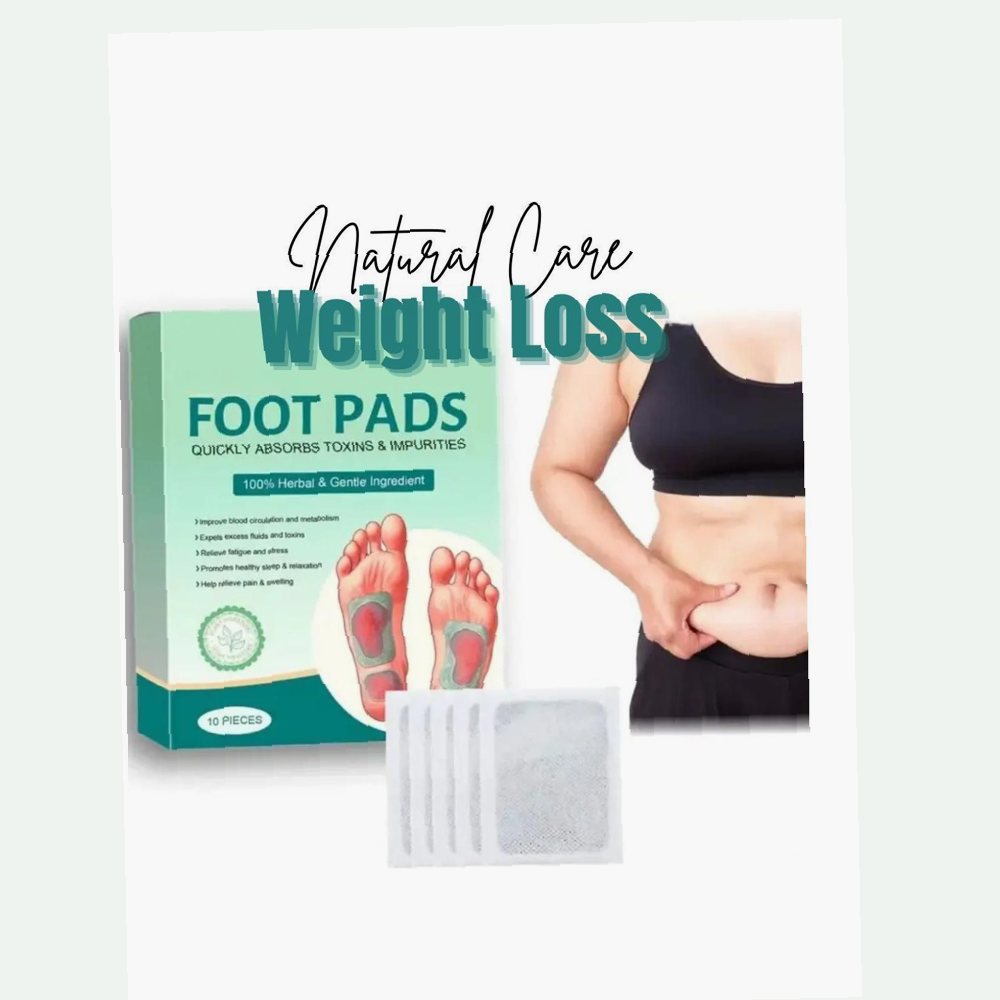 Natural Care
Weight Loss
FOOT PADS
QUICKLY ABSORBS TOXINS & IMPURITIES
100% Herbal & Gentle Ingredient
›Improve blood circulation and metabolism
›Expels excess fluids and toxins
›Relieve fatigue and stress
›Promotes healthy sleep & relaxation
›Help relieve pain & swelling
10 PIECES